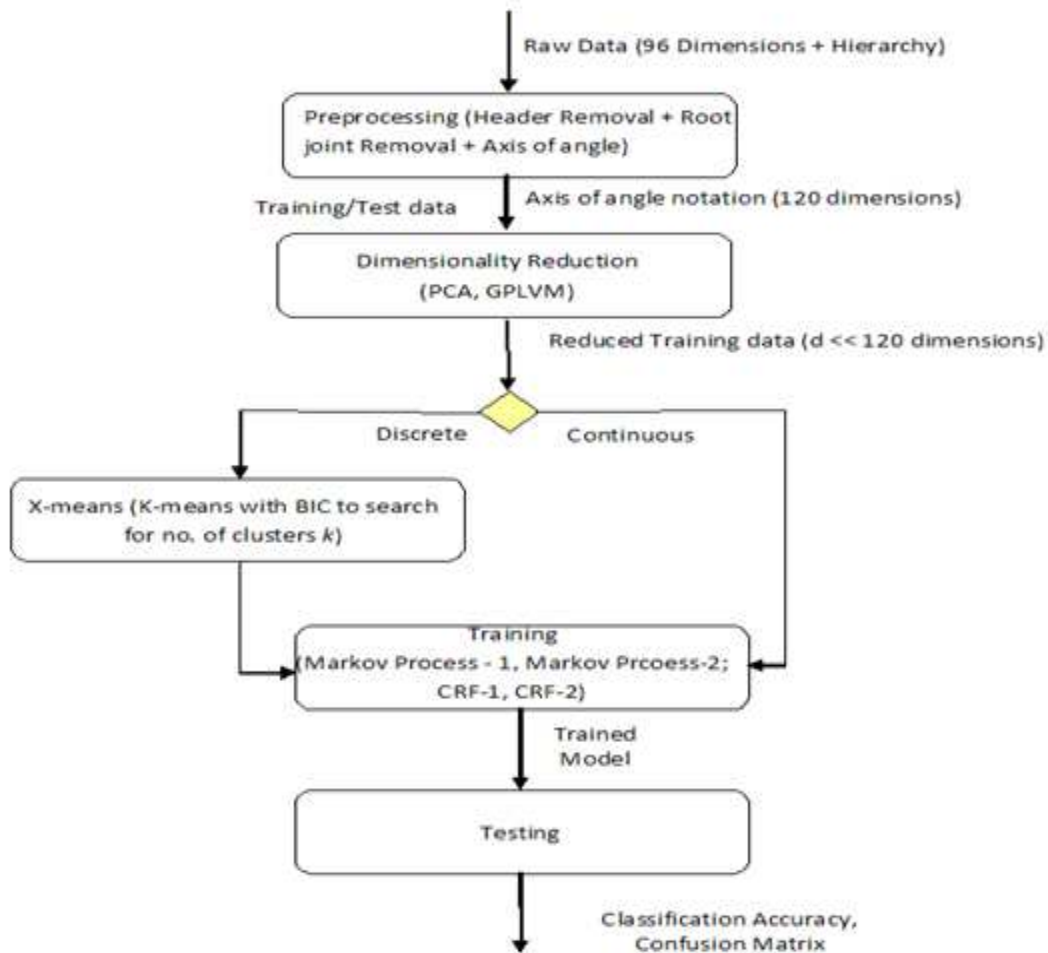 Raw Data (96 Dimensions + Hierarchy)
Preprocessing (Header Removal + Root
joint Removal + Axis of angle)
Training/Test data
Axis of angle notation (120 dimensions)
Dimensionality Reduction
(PCA, GPLVM)
Reduced Training data (d << 120 dimensions)
Discrete
Continuous
X-means (K-means with BIC to search
for no. of clusters k)
Training
(Markov Process - 1, Markov Prcoess-2;
CRF-1, CRF-2)
Trained
Model
Testing
Classification Accuracy,
Confusion Matrix